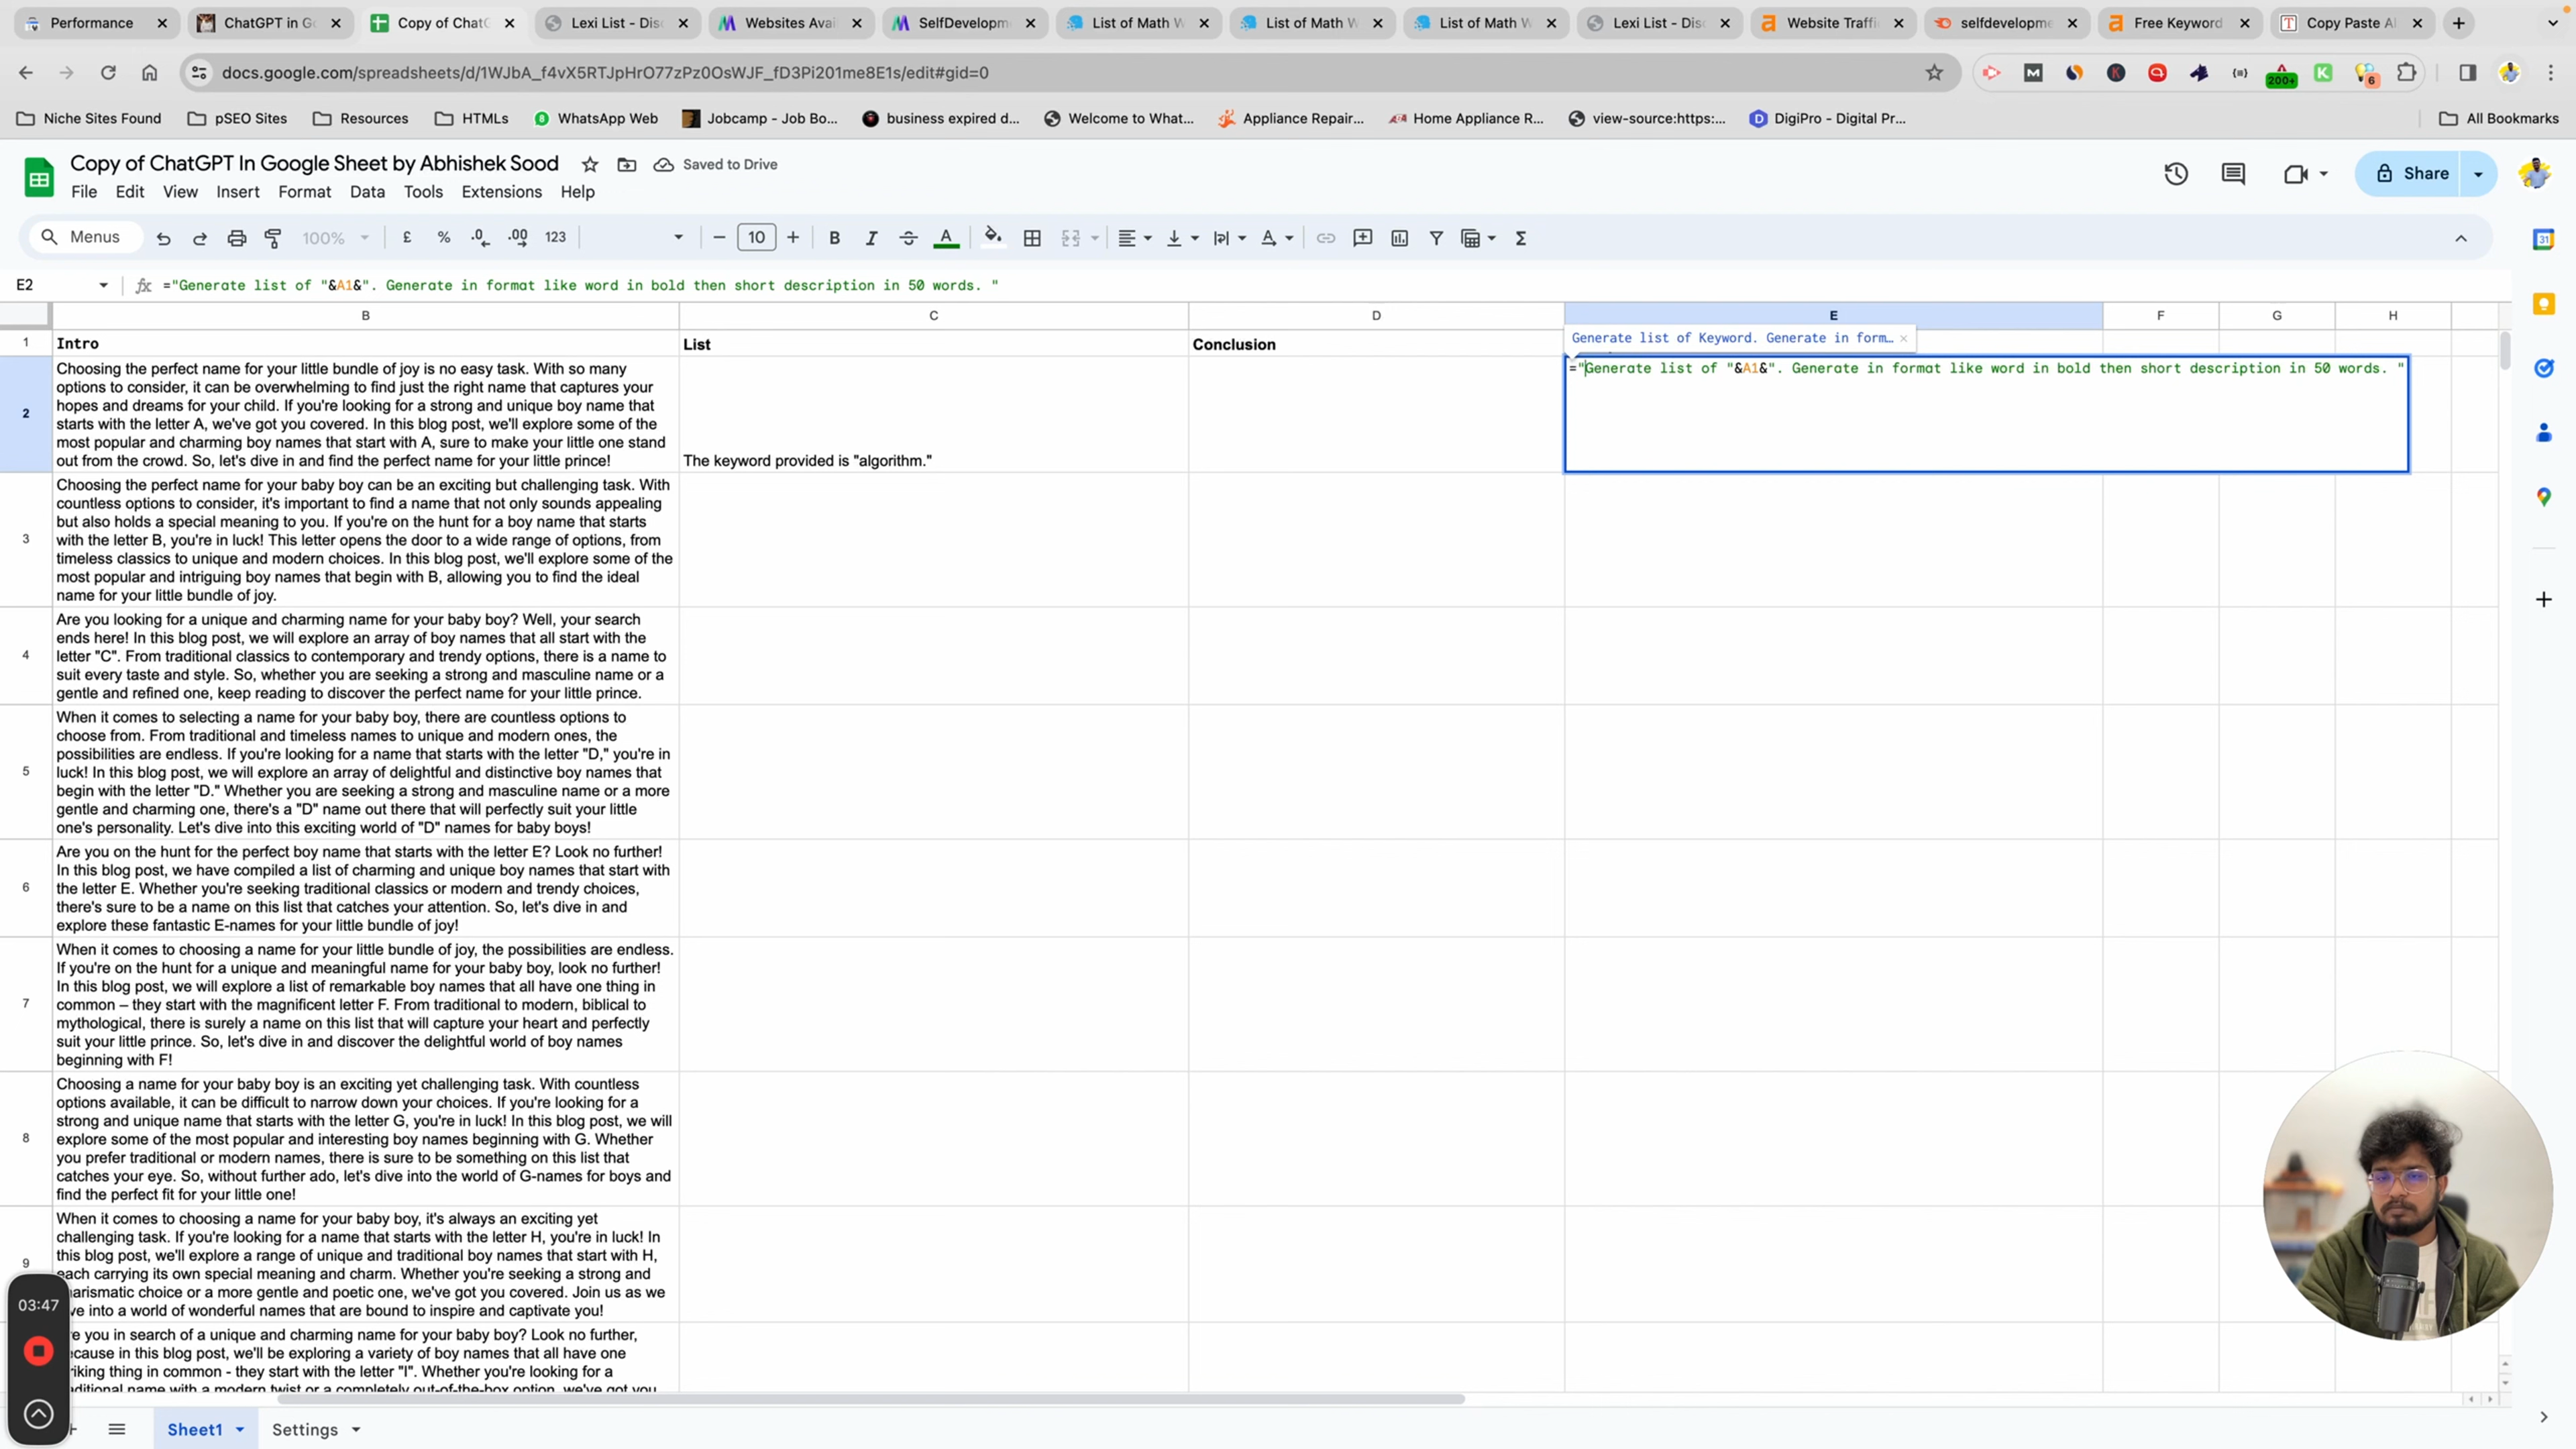 Performance
ChatGPT in G
Copy of ChatG
Lexi List - Disc
Websites Avai
SelfDevelopm
List of Math W
List of Math W
List of Math W
Lexi List - Disc
Website Traffi
selfdevelopme
Free Keyword
Copy Paste Al
docs.google.com/spreadsheets/d/1WJbA_f4vX5RTJpHrO77zPz0OsWJF_fD3Pi201me8E1s/edit#gid=0
200+
6
Niche Sites Found
pSEO Sites
Resources
HTMLs
WhatsApp Web
Jobcamp - Job Bo...
business expired d...
Welcome to What...
Appliance Repair...
Home Appliance R...
view-source:https:...
DigiPro - Digital Pr...
All Bookmarks
Copy of ChatGPT In Google Sheet by Abhishek Sood
Saved to Drive
File Edit View Insert Format Data Tools Extensions Help
Share
Menus
100%
£ % .0 .00 123
10
B I A
E2
fx ="Generate list of "&A1&". Generate in format like word in bold then short description in 50 words. "
B C D E F G H
1 Intro List Conclusion
Generate list of Keyword. Generate in form…
="Generate list of "&A1&". Generate in format like word in bold then short description in 50 words. "
2
Choosing the perfect name for your little bundle of joy is no easy task. With so many
options to consider, it can be overwhelming to find just the right name that captures your
hopes and dreams for your child. If you're looking for a strong and unique boy name that
starts with the letter A, we've got you covered. In this blog post, we'll explore some of the
most popular and charming boy names that start with A, sure to make your little one stand
out from the crowd. So, let's dive in and find the perfect name for your little prince!
The keyword provided is "algorithm."
3
Choosing the perfect name for your baby boy can be an exciting but challenging task. With
countless options to consider, it's important to find a name that not only sounds appealing
but also holds a special meaning to you. If you're on the hunt for a boy name that starts
with the letter B, you're in luck! This letter opens the door to a wide range of options, from
timeless classics to unique and modern choices. In this blog post, we'll explore some of the
most popular and intriguing boy names that begin with B, allowing you to find the ideal
name for your little bundle of joy.
4
Are you looking for a unique and charming name for your baby boy? Well, your search
ends here! In this blog post, we will explore an array of boy names that all start with the
letter "C". From traditional classics to contemporary and trendy options, there is a name to
suit every taste and style. So, whether you are seeking a strong and masculine name or a
gentle and refined one, keep reading to discover the perfect name for your little prince.
5
When it comes to selecting a name for your baby boy, there are countless options to
choose from. From traditional and timeless names to unique and modern ones, the
possibilities are endless. If you're looking for a name that starts with the letter "D," you're in
luck! In this blog post, we will explore an array of delightful and distinctive boy names that
begin with the letter "D." Whether you are seeking a strong and masculine name or a more
gentle and charming one, there's a "D" name out there that will perfectly suit your little
one's personality. Let's dive into this exciting world of "D" names for baby boys!
6
Are you on the hunt for the perfect boy name that starts with the letter E? Look no further!
In this blog post, we have compiled a list of charming and unique boy names that start with
the letter E. Whether you're seeking traditional classics or modern and trendy choices,
there's sure to be a name on this list that catches your attention. So, let's dive in and
explore these fantastic E-names for your little bundle of joy!
7
When it comes to choosing a name for your little bundle of joy, the possibilities are endless.
If you're on the hunt for a unique and meaningful name for your baby boy, look no further!
In this blog post, we will explore a list of remarkable boy names that all have one thing in
common – they start with the magnificent letter F. From traditional to modern, biblical to
mythological, there is surely a name on this list that will capture your heart and perfectly
suit your little prince. So, let's dive in and discover the delightful world of boy names
beginning with F!
8
Choosing a name for your baby boy is an exciting yet challenging task. With countless
options available, it can be difficult to narrow down your choices. If you're looking for a
strong and unique name that starts with the letter G, you're in luck! In this blog post, we will
explore some of the most popular and interesting boy names beginning with G. Whether
you prefer traditional or modern names, there is sure to be something on this list that
catches your eye. So, without further ado, let's dive into the world of G-names for boys and
find the perfect fit for your little one!
9
When it comes to choosing a name for your baby boy, it's always an exciting yet
challenging task. If you're looking for a name that starts with the letter H, you're in luck! In
this blog post, we'll explore a range of unique and traditional boy names that start with H,
each carrying its own special meaning and charm. Whether you're seeking a strong and
arismatic choice or a more gentle and poetic one, we've got you covered. Join us as we
ve into a world of wonderful names that are bound to inspire and captivate you!
re you in search of a unique and charming name for your baby boy? Look no further,
ecause in this blog post, we'll be exploring a variety of boy names that all have one
riking thing in common - they start with the letter "I". Whether you're looking for a
aditional name with a modern twist or a completely out-of-the-box option, we've got you
03:47
Sheet1
Settings
31